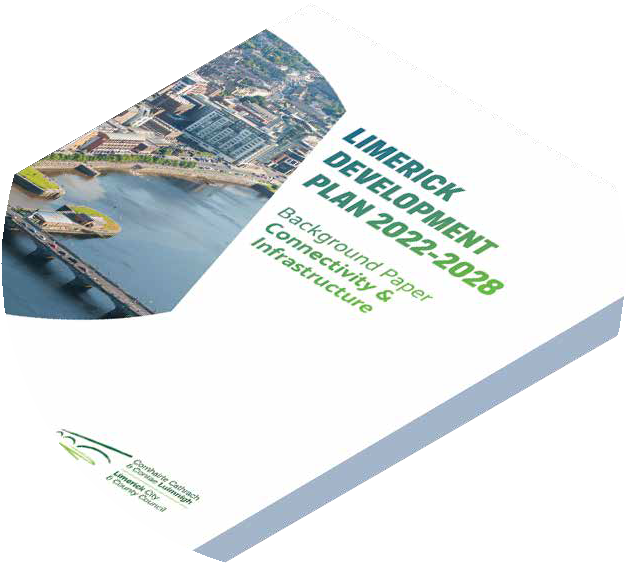 LIMERICK
DEVELOPMENT
PLAN 2022-2028
Background Paper
Connectivity &
Infrastructure
Comhairle Cathrach
& Contae Luimnigh
Limerick City
& County Council